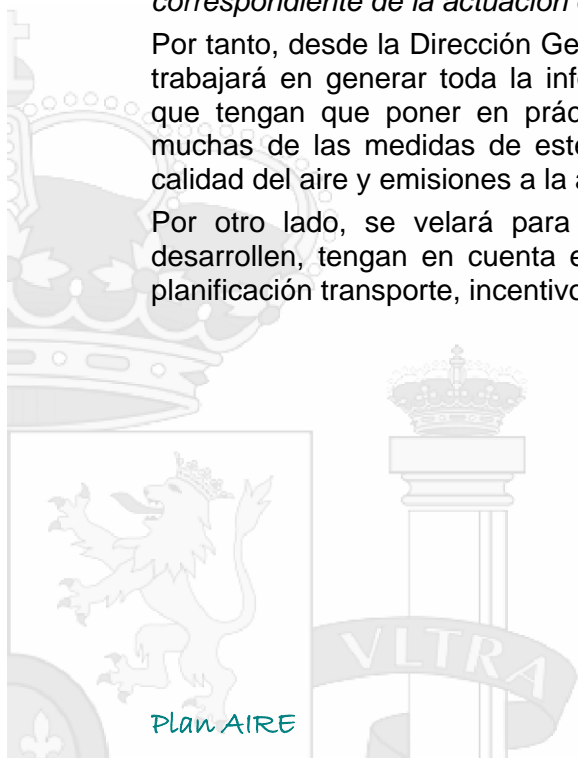 correspondiente de la actuación
Por tanto, desde la Dirección Ge
trabajará en generar toda la inf
que tengan que poner en prác
muchas de las medidas de est
calidad del aire y emisiones a la
Por otro lado, se velará para
desarrollen, tengan en cuenta e
planificación transporte, incentivo
VLTRA
Plan AIRE